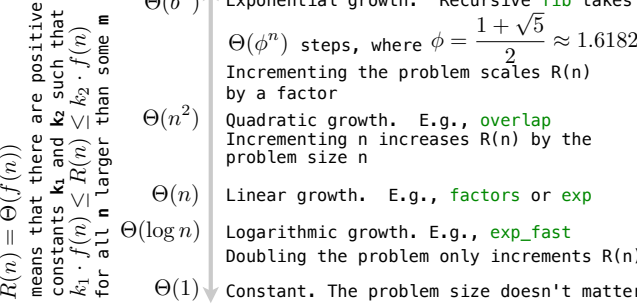 R(n) = Θ(f(n))
means that there are positive
constants k₁ and k₂ such that
k₁ · f(n) ≤ R(n) ≤ k₂ · f(n)
for all n larger than some m
Θ(bⁿ) Exponential growth. Recursive fib takes
Θ(ϕⁿ) steps, where ϕ = (1 + √5)/2 ≈ 1.6182
Incrementing the problem scales R(n)
by a factor
Θ(n²) Quadratic growth. E.g., overlap
Incrementing n increases R(n) by the
problem size n
Θ(n) Linear growth. E.g., factors or exp
Θ(log n) Logarithmic growth. E.g., exp_fast
Doubling the problem only increments R(n)
Θ(1) Constant. The problem size doesn't matter